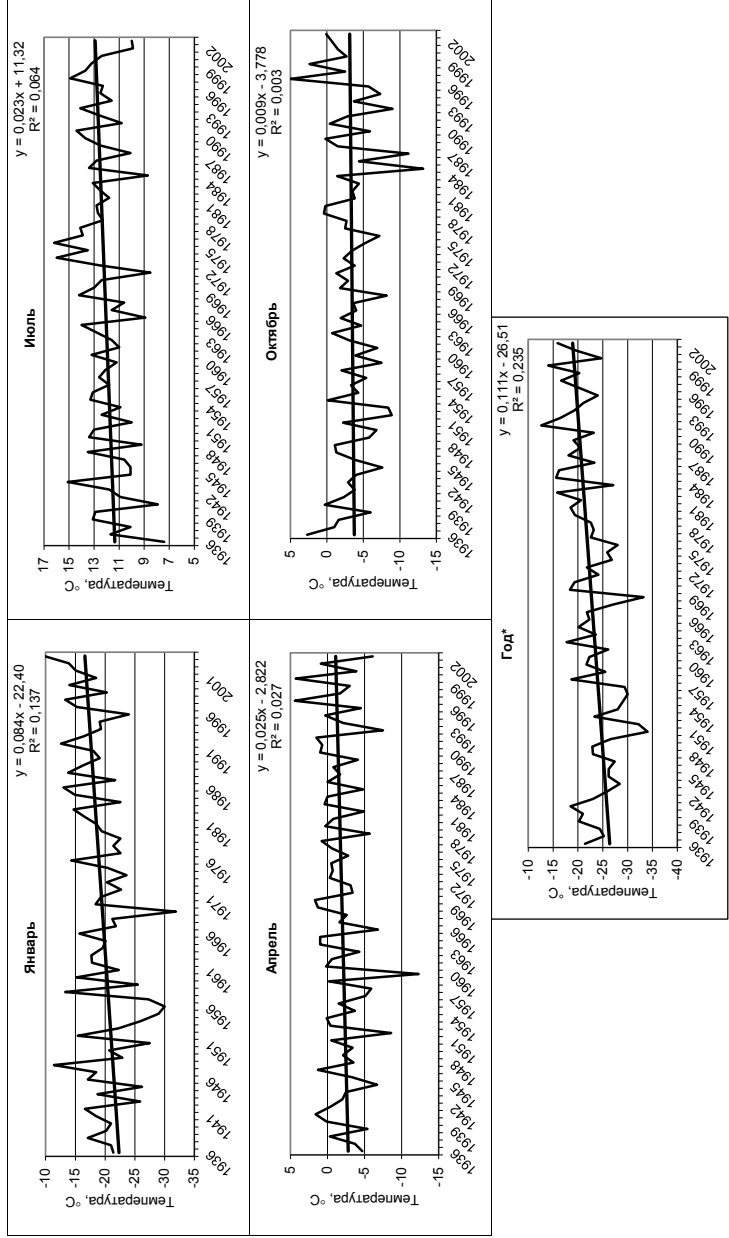 Январь
y = 0,084x - 22,40
R² = 0,137
Температура, °C
-10
-15
-20
-25
-30
-35
1936 1941 1946 1951 1956 1961 1966 1971 1976 1981 1986 1991 1996 2001
Июль
y = 0,023x + 11,32
R² = 0,064
Температура, °C
17
15
13
11
9
7
5
1936 1939 1942 1945 1948 1951 1954 1957 1960 1963 1966 1969 1972 1975 1978 1981 1984 1987 1990 1993 1996 1999 2002
Апрель
y = 0,025x - 2,822
R² = 0,027
Температура, °C
5
0
-5
-10
-15
1936 1939 1942 1945 1948 1951 1954 1957 1960 1963 1966 1969 1972 1975 1978 1981 1984 1987 1990 1993 1996 1999 2002
Октябрь
y = 0,009x - 3,778
R² = 0,003
Температура, °C
5
0
-5
-10
-15
1936 1939 1942 1945 1948 1951 1954 1957 1960 1963 1966 1969 1972 1975 1978 1981 1984 1987 1990 1993 1996 1999 2002
Год*
y = 0,111x - 26,51
R² = 0,235
Температура, °C
-10
-15
-20
-25
-30
-35
-40
1936 1939 1942 1945 1948 1951 1954 1957 1960 1963 1966 1969 1972 1975 1978 1981 1984 1987 1990 1993 1996 1999 2002